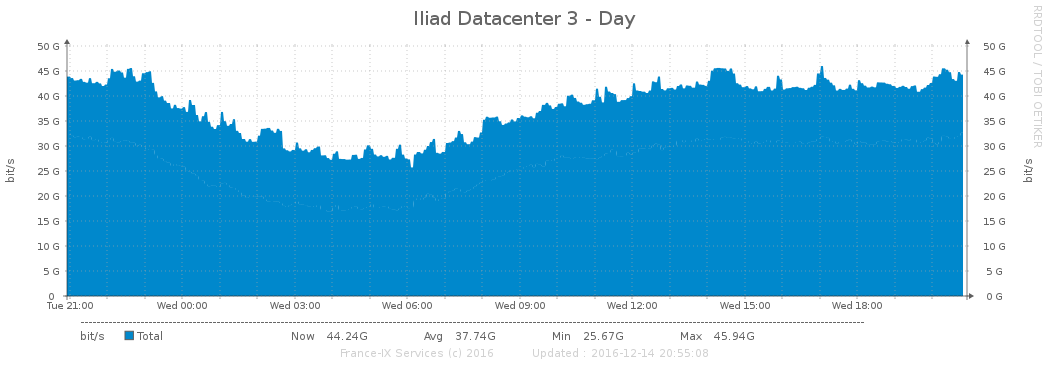 Iliad Datacenter 3 - Day
RRDTOOL / TOBI OETIKER
bit/s
50 G 50 G
45 G 45 G
40 G 40 G
35 G 35 G
30 G 30 G
25 G 25 G
20 G 20 G
15 G 15 G
10 G 10 G
5 G 5 G
0 0 G
bit/s
Tue 21:00 Wed 00:00 Wed 03:00 Wed 06:00 Wed 09:00 Wed 12:00 Wed 15:00 Wed 18:00
bit/s Total Now 44.24G Avg 37.74G Min 25.67G Max 45.94G
France-IX Services (c) 2016 Updated : 2016-12-14 20:55:08